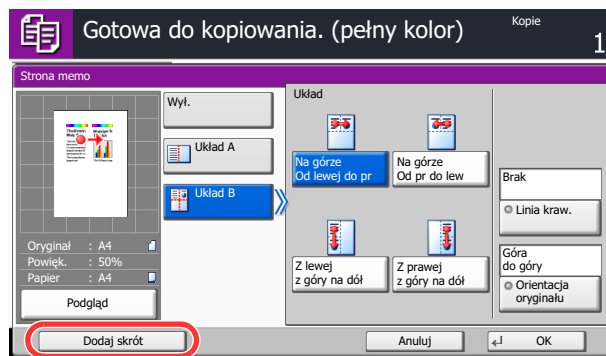 Gotowa do kopiowania. (pełny kolor)
Kopie
1
Strona memo
Wył.
Układ A
Układ B
Układ
Na górze
Od lewej do pr
Na górze
Od pr do lew
Z lewej
z góry na dół
Z prawej
z góry na dół
Brak
Linia kraw.
Góra
do góry
Orientacja
oryginału
Oryginał : A4
Powięk. : 50%
Papier : A4
Podgląd
Dodaj skrót
Anuluj
OK